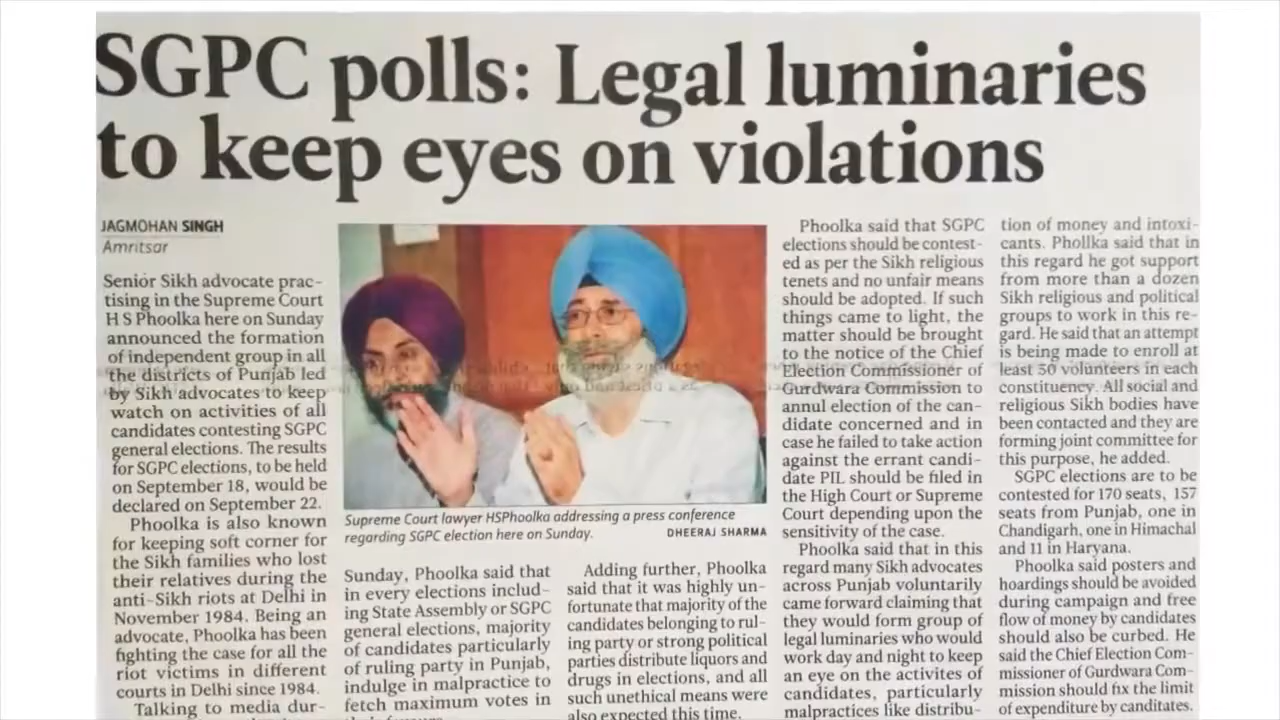 SGPC polls: Legal luminaries
to keep eyes on violations
JAGMOHAN SINGH
Amritsar
Senior Sikh advocate prac-
tising in the Supreme Court
H S Phoolka here on Sunday
announced the formation
of independent group in all
the districts of Punjab led
by Sikh advocates to keep
watch on activities of all
candidates contesting SGPC
general elections. The results
for SGPC elections, to be held
on September 18, would be
declared on September 22.
Phoolka is also known
for keeping soft corner for
the Sikh families who lost
their relatives during the
anti-Sikh riots at Delhi in
November 1984. Being an
advocate, Phoolka has been
fighting the case for all the
riot victims in different
courts in Delhi since 1984.
Talking to media dur-
Supreme Court lawyer HSPhoolka addressing a press conference
regarding SGPC election here on Sunday.
DHEERAJ SHARMA
Sunday, Phoolka said that
in every elections includ-
ing State Assembly or SGPC
general elections, majority
of candidates particularly
of ruling party in Punjab,
indulge in malpractice to
fetch maximum votes in
Adding further, Phoolka
said that it was highly un-
fortunate that majority of the
candidates belonging to rul-
ing party or strong political
parties distribute liquors and
drugs in elections, and all
such unethical means were
also expected this time.
Phoolka said that SGPC
elections should be contest-
ed as per the Sikh religious
tenets and no unfair means
should be adopted. If such
things came to light, the
matter should be brought
to the notice of the Chief
Election Commissioner of
Gurdwara Commission to
annul election of the can-
didate concerned and in
case he failed to take action
against the errant candi-
date PIL should be filed in
the High Court or Supreme
Court depending upon the
sensitivity of the case.
Phoolka said that in this
regard many Sikh advocates
across Punjab voluntarily
came forward claiming that
they would form group of
legal luminaries who would
work day and night to keep
an eye on the activites of
candidates, particularly
malpractices like distribu-
tion of money and intoxi-
cants. Phollka said that in
this regard he got support
from more than a dozen
Sikh religious and political
groups to work in this re-
gard. He said that an attempt
is being made to enroll at
least 50 volunteers in each
constituency. All social and
religious Sikh bodies have
been contacted and they are
forming joint committee for
this purpose, he added.
SGPC elections are to be
contested for 170 seats, 157
seats from Punjab, one in
Chandigarh, one in Himachal
and 11 in Haryana.
Phoolka said posters and
hoardings should be avoided
during campaign and free
flow of money by candidates
should also be curbed. He
said the Chief Election Com-
missioner of Gurdwara Com-
mission should fix the limit
of expenditure by canditates.